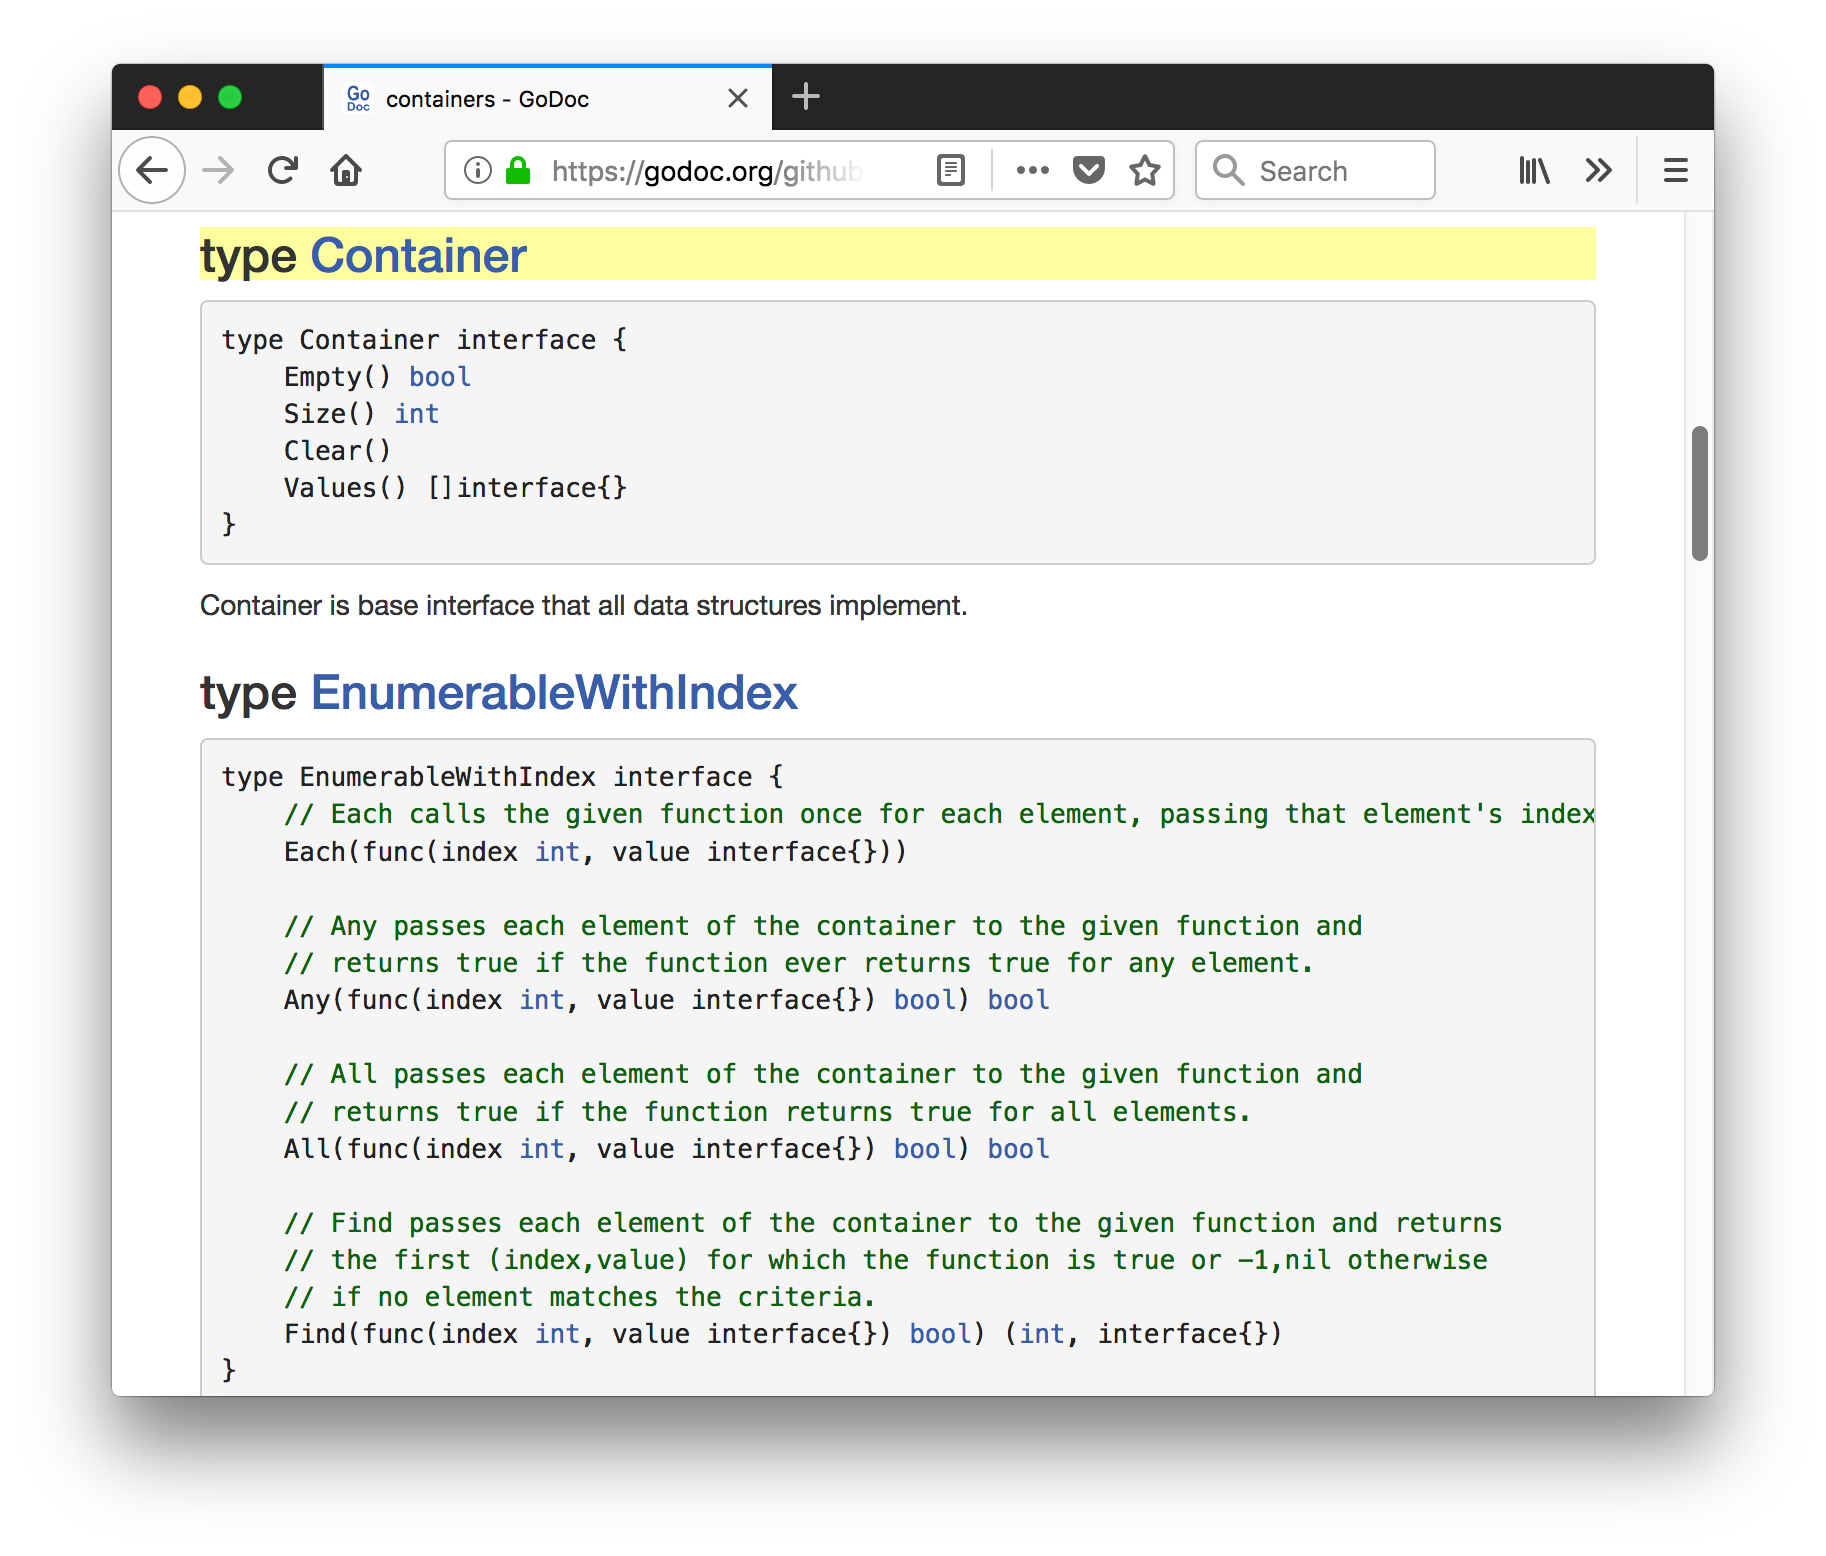 Go
Doc
containers - GoDoc
https://godoc.org/github
Search
type Container
type Container interface {
    Empty() bool
    Size() int
    Clear()
    Values() []interface{}
}
Container is base interface that all data structures implement.
type EnumerableWithIndex
type EnumerableWithIndex interface {
    // Each calls the given function once for each element, passing that element's index
    Each(func(index int, value interface{}))
    // Any passes each element of the container to the given function and
    // returns true if the function ever returns true for any element.
    Any(func(index int, value interface{}) bool) bool
    // All passes each element of the container to the given function and
    // returns true if the function returns true for all elements.
    All(func(index int, value interface{}) bool) bool
    // Find passes each element of the container to the given function and returns
    // the first (index,value) for which the function is true or -1,nil otherwise
    // if no element matches the criteria.
    Find(func(index int, value interface{}) bool) (int, interface{})
}